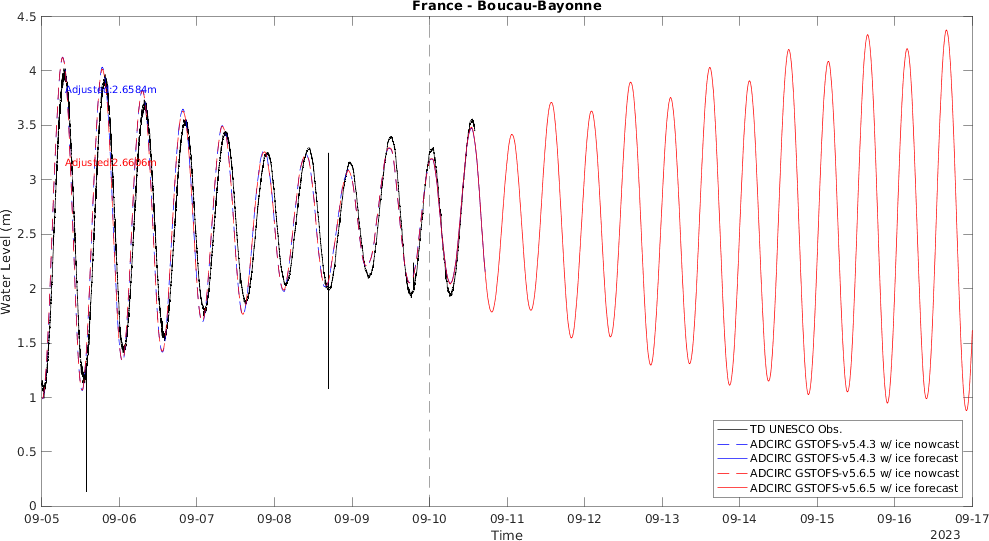 France - Boucau-Bayonne
4.5
4
3.5
3
2.5
2
1.5
1
0.5
0
Water Level (m)
Adjusted:2.6584m
Adjusted:2.6606m
TD UNESCO Obs.
ADCIRC GSTOFS-v5.4.3 w/ ice nowcast
ADCIRC GSTOFS-v5.4.3 w/ ice forecast
ADCIRC GSTOFS-v5.6.5 w/ ice nowcast
ADCIRC GSTOFS-v5.6.5 w/ ice forecast
09-05 09-06 09-07 09-08 09-09 09-10 09-11 09-12 09-13 09-14 09-15 09-16 09-17
Time
2023